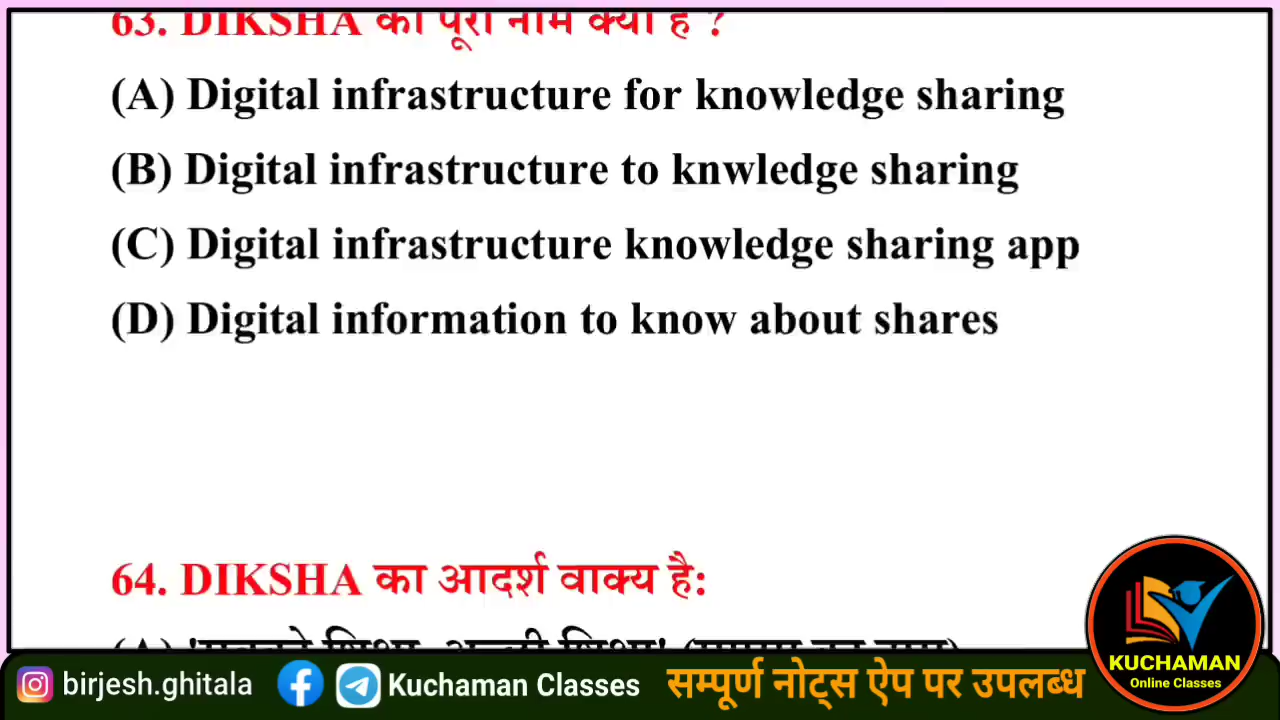 63. DIKSHA का पूरा नाम क्या है ?
(A) Digital infrastructure for knowledge sharing
(B) Digital infrastructure to knwledge sharing
(C) Digital infrastructure knowledge sharing app
(D) Digital information to know about shares
64. DIKSHA का आदर्श वाक्य है:
(A)
birjesh.ghitala
Kuchaman Classes
सम्पूर्ण नोट्स ऐप पर उपलब्ध
KUCHAMAN
Online Classes